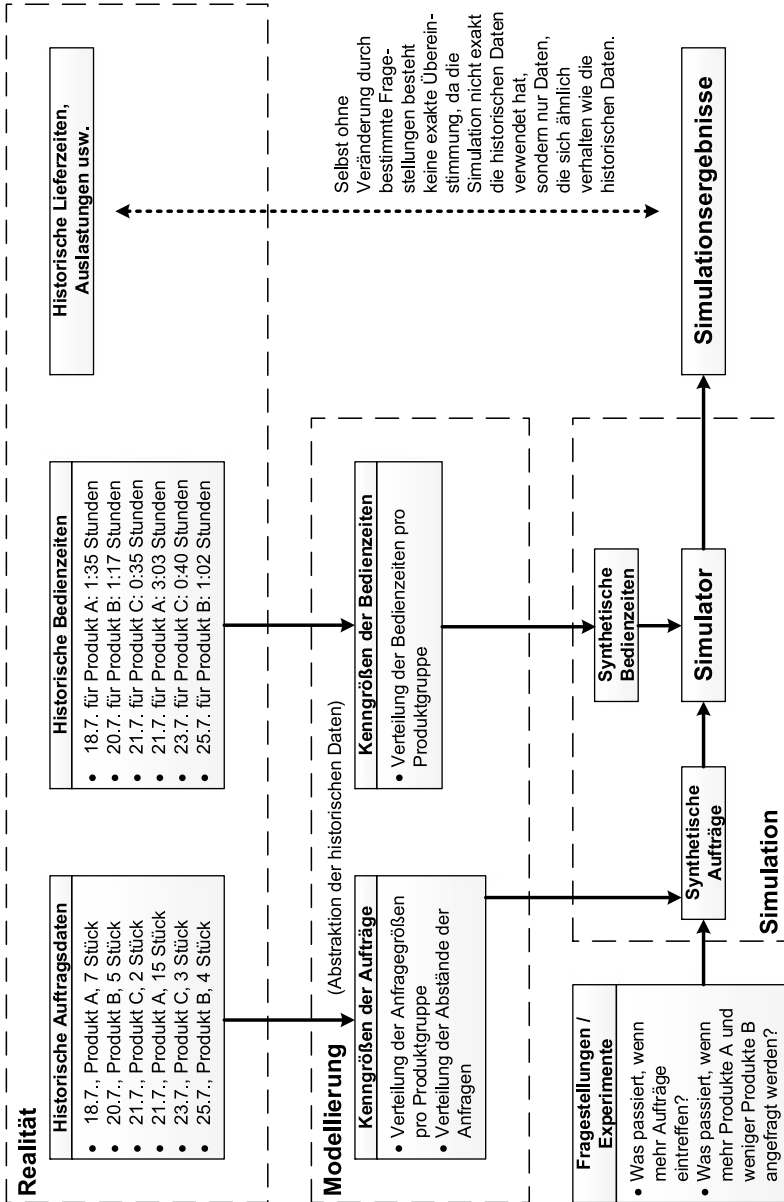 Realität
Historische Auftragsdaten
• 18.7., Produkt A, 7 Stück
• 20.7., Produkt B, 5 Stück
• 21.7., Produkt C, 2 Stück
• 21.7., Produkt A, 15 Stück
• 23.7., Produkt C, 3 Stück
• 25.7., Produkt B, 4 Stück
Historische Bedienzeiten
• 18.7. für Produkt A: 1:35 Stunden
• 20.7. für Produkt B: 1:17 Stunden
• 21.7. für Produkt C: 0:35 Stunden
• 21.7. für Produkt A: 3:03 Stunden
• 23.7. für Produkt C: 0:40 Stunden
• 25.7. für Produkt B: 1:02 Stunden
Historische Lieferzeiten,
Auslastungen usw.
Modellierung
(Abstraktion der historischen Daten)
Kenngrößen der Aufträge
• Verteilung der Anfragegrößen
pro Produktgruppe
• Verteilung der Abstände der
Anfragen
Kenngrößen der Bedienzeiten
• Verteilung der Bedienzeiten pro
Produktgruppe
Selbst ohne
Veränderung durch
bestimmte Frage-
stellungen besteht
keine exakte Überein-
stimmung, da die
Simulation nicht exakt
die historischen Daten
verwendet hat,
sondern nur Daten,
die sich ähnlich
verhalten wie die
historischen Daten.
Fragestellungen /
Experimente
• Was passiert, wenn
mehr Aufträge
eintreffen?
• Was passiert, wenn
mehr Produkte A und
weniger Produkte B
angefragt werden?
Synthetische
Aufträge
Synthetische
Bedienzeiten
Simulator
Simulationsergebnisse
Simulation